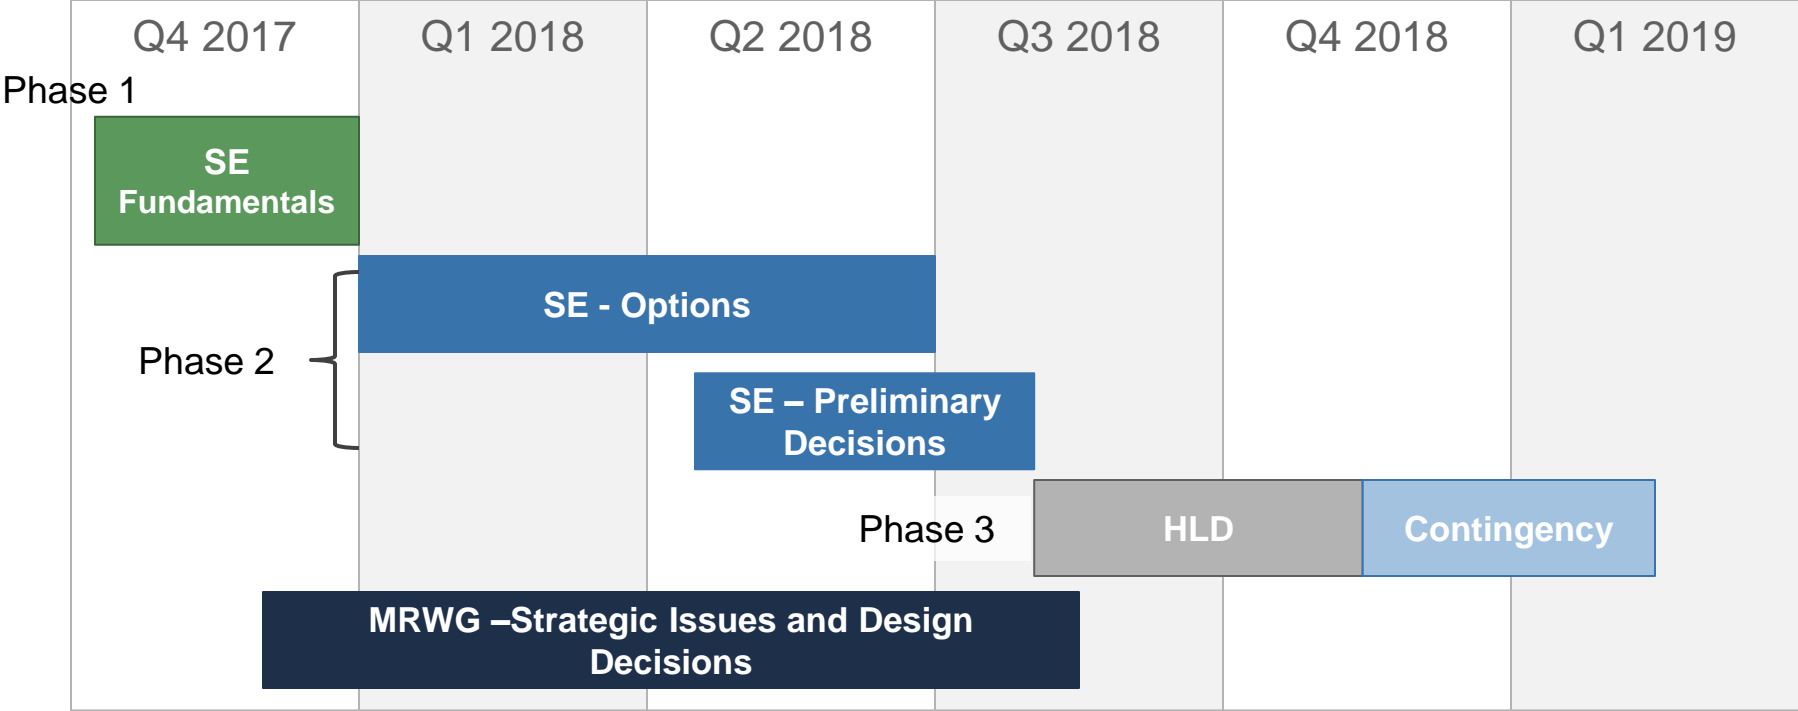 Q4 2017 Q1 2018 Q2 2018 Q3 2018 Q4 2018 Q1 2019
Phase 1
SE
Fundamentals
SE - Options
Phase 2
SE – Preliminary
Decisions
Phase 3
HLD
Contingency
MRWG –Strategic Issues and Design
Decisions